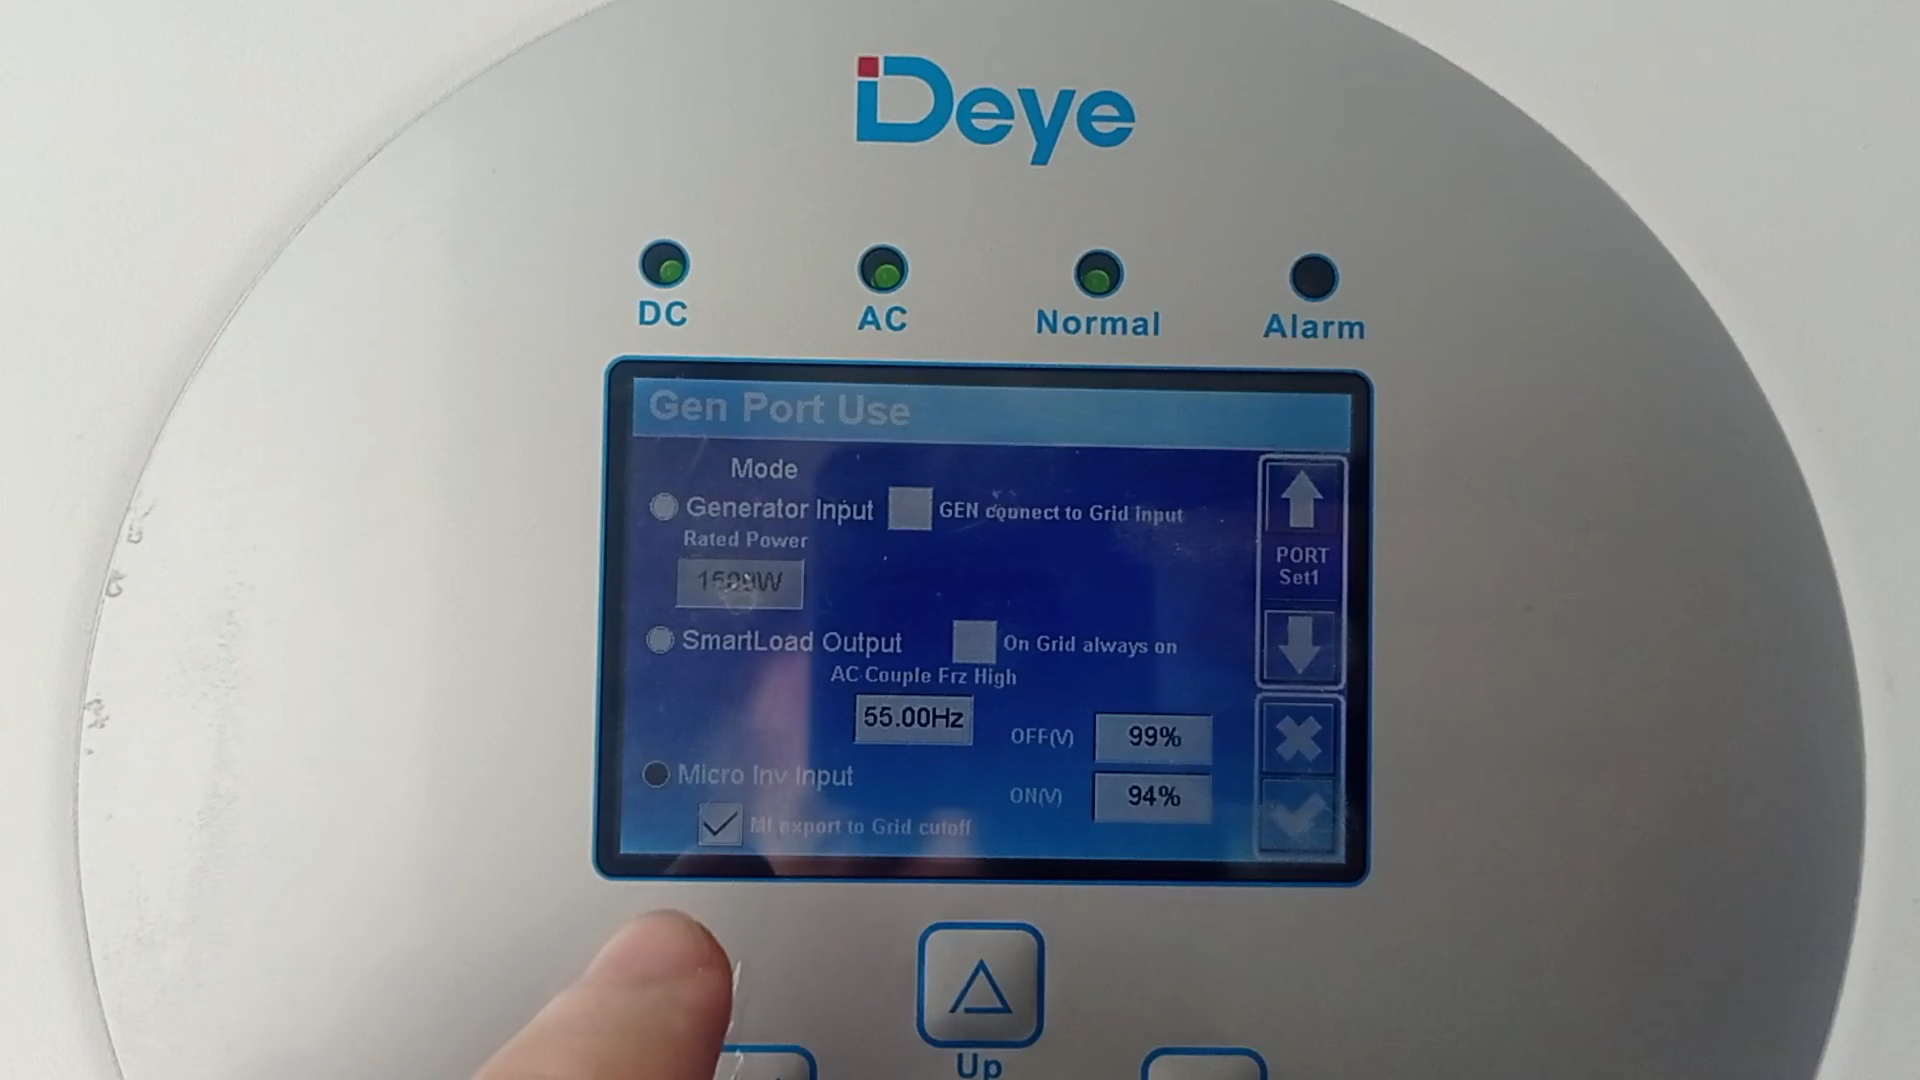 Deye
DC AC Normal Alarm
Gen Port Use
Mode
Generator Input GEN connect to Grid input
Rated Power
PORT
Set1
SmartLoad Output On Grid always on
AC Couple Frz High
55.00Hz
OFF(V) 99%
Micro Inv Input
ON(V) 94%
MI export to Grid cutoff
Up